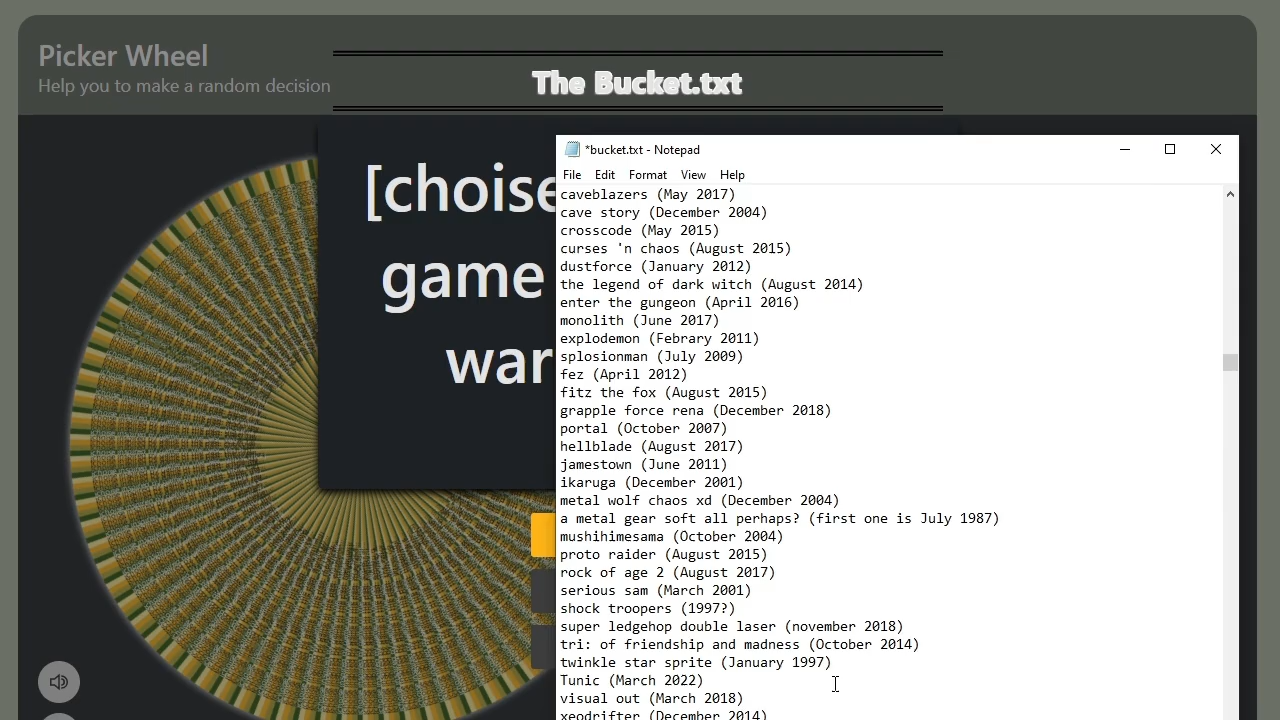 Picker Wheel
Help you to make a random decision
The Bucket.txt
[choise
game
war
*bucket.txt - Notepad
File Edit Format View Help
caveblazers (May 2017)
cave story (December 2004)
crosscode (May 2015)
curses 'n chaos (August 2015)
dustforce (January 2012)
the legend of dark witch (August 2014)
enter the gungeon (April 2016)
monolith (June 2017)
explodemon (Febrary 2011)
splosionman (July 2009)
fez (April 2012)
fitz the fox (August 2015)
grapple force rena (December 2018)
portal (October 2007)
hellblade (August 2017)
jamestown (June 2011)
ikaruga (December 2001)
metal wolf chaos xd (December 2004)
a metal gear soft all perhaps? (first one is July 1987)
mushihimesama (October 2004)
proto raider (August 2015)
rock of age 2 (August 2017)
serious sam (March 2001)
shock troopers (1997?)
super ledgehop double laser (november 2018)
tri: of friendship and madness (October 2014)
twinkle star sprite (January 1997)
Tunic (March 2022)
visual out (March 2018)
xeodrifter (December 2014)